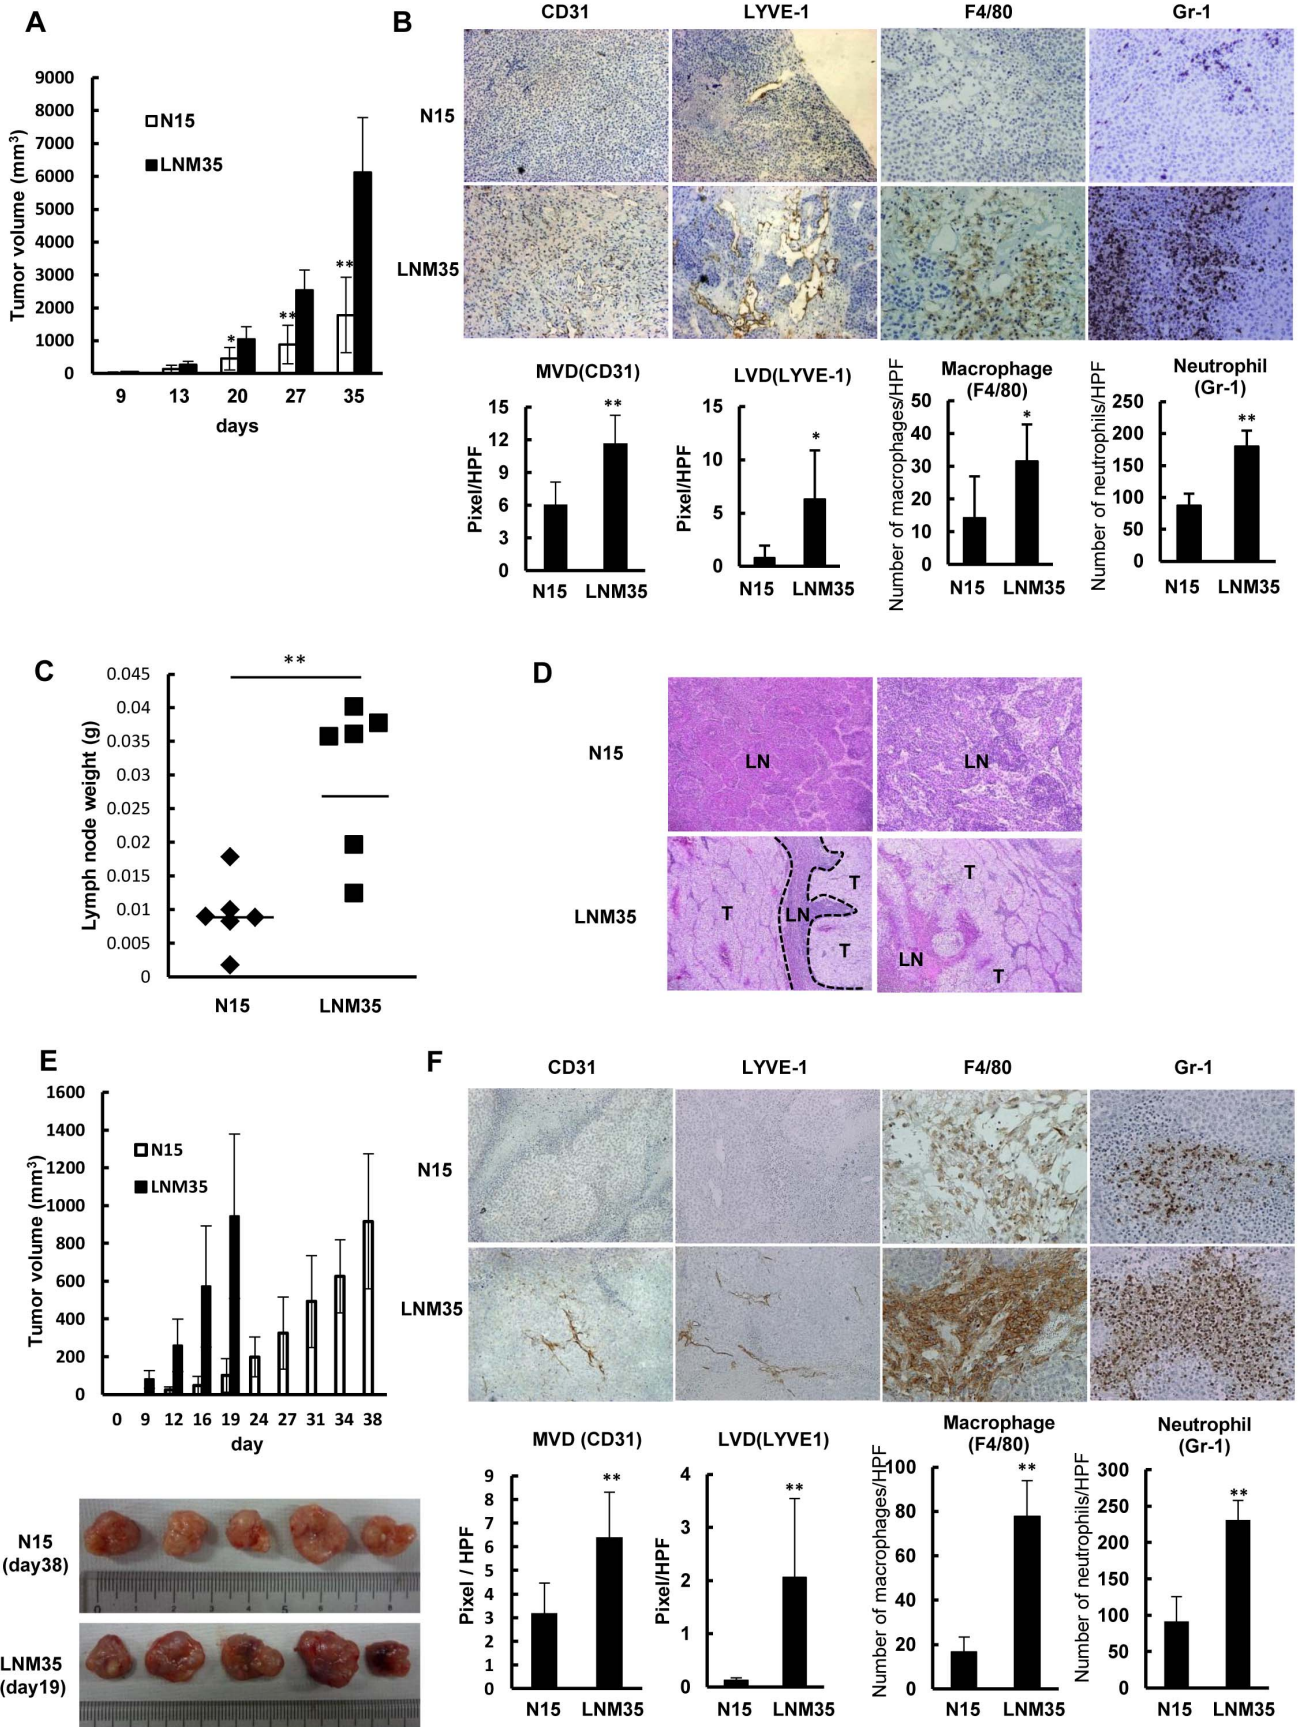 A
9000
8000
7000
6000
5000
4000
3000
2000
1000
0
Tumor volume (mm3)
N15
LNM35
*
**
**
9 13 20 27 35
days
B
CD31 LYVE-1 F4/80 Gr-1
N15
LNM35
MVD(CD31)
15
12
9
6
3
0
Pixel/HPF
**
N15 LNM35
LVD(LYVE-1)
15
10
5
0
Pixel/HPF
*
N15 LNM35
Macrophage
(F4/80)
50
40
30
20
10
0
Number of macrophages/HPF
*
N15 LNM35
Neutrophil
(Gr-1)
250
200
150
100
50
0
Number of neutrophils/HPF
**
N15 LNM35
C
0.045
0.04
0.035
0.03
0.025
0.02
0.015
0.01
0.005
0
Lymph node weight (g)
**
N15 LNM35
D
N15
LN LN
LNM35
T LN T T
T LN T
E
1600
1400
1200
1000
800
600
400
200
0
Tumor volume (mm3)
N15
LNM35
0 9 12 16 19 24 27 31 34 38
day
N15
(day38)
0 1 2 3 4 5 6 7 8
LNM35
(day19)
F
CD31 LYVE-1 F4/80 Gr-1
N15
LNM35
MVD (CD31)
9
8
7
6
5
4
3
2
1
0
Pixel / HPF
**
N15 LNM35
LVD(LYVE1)
4
3
2
1
0
Pixel/HPF
**
N15 LNM35
Macrophage
(F4/80)
100
80
60
40
20
0
Number of macrophages/HPF
**
N15 LNM35
Neutrophil
(Gr-1)
300
250
200
150
100
50
0
Number of neutrophils/HPF
**
N15 LNM35